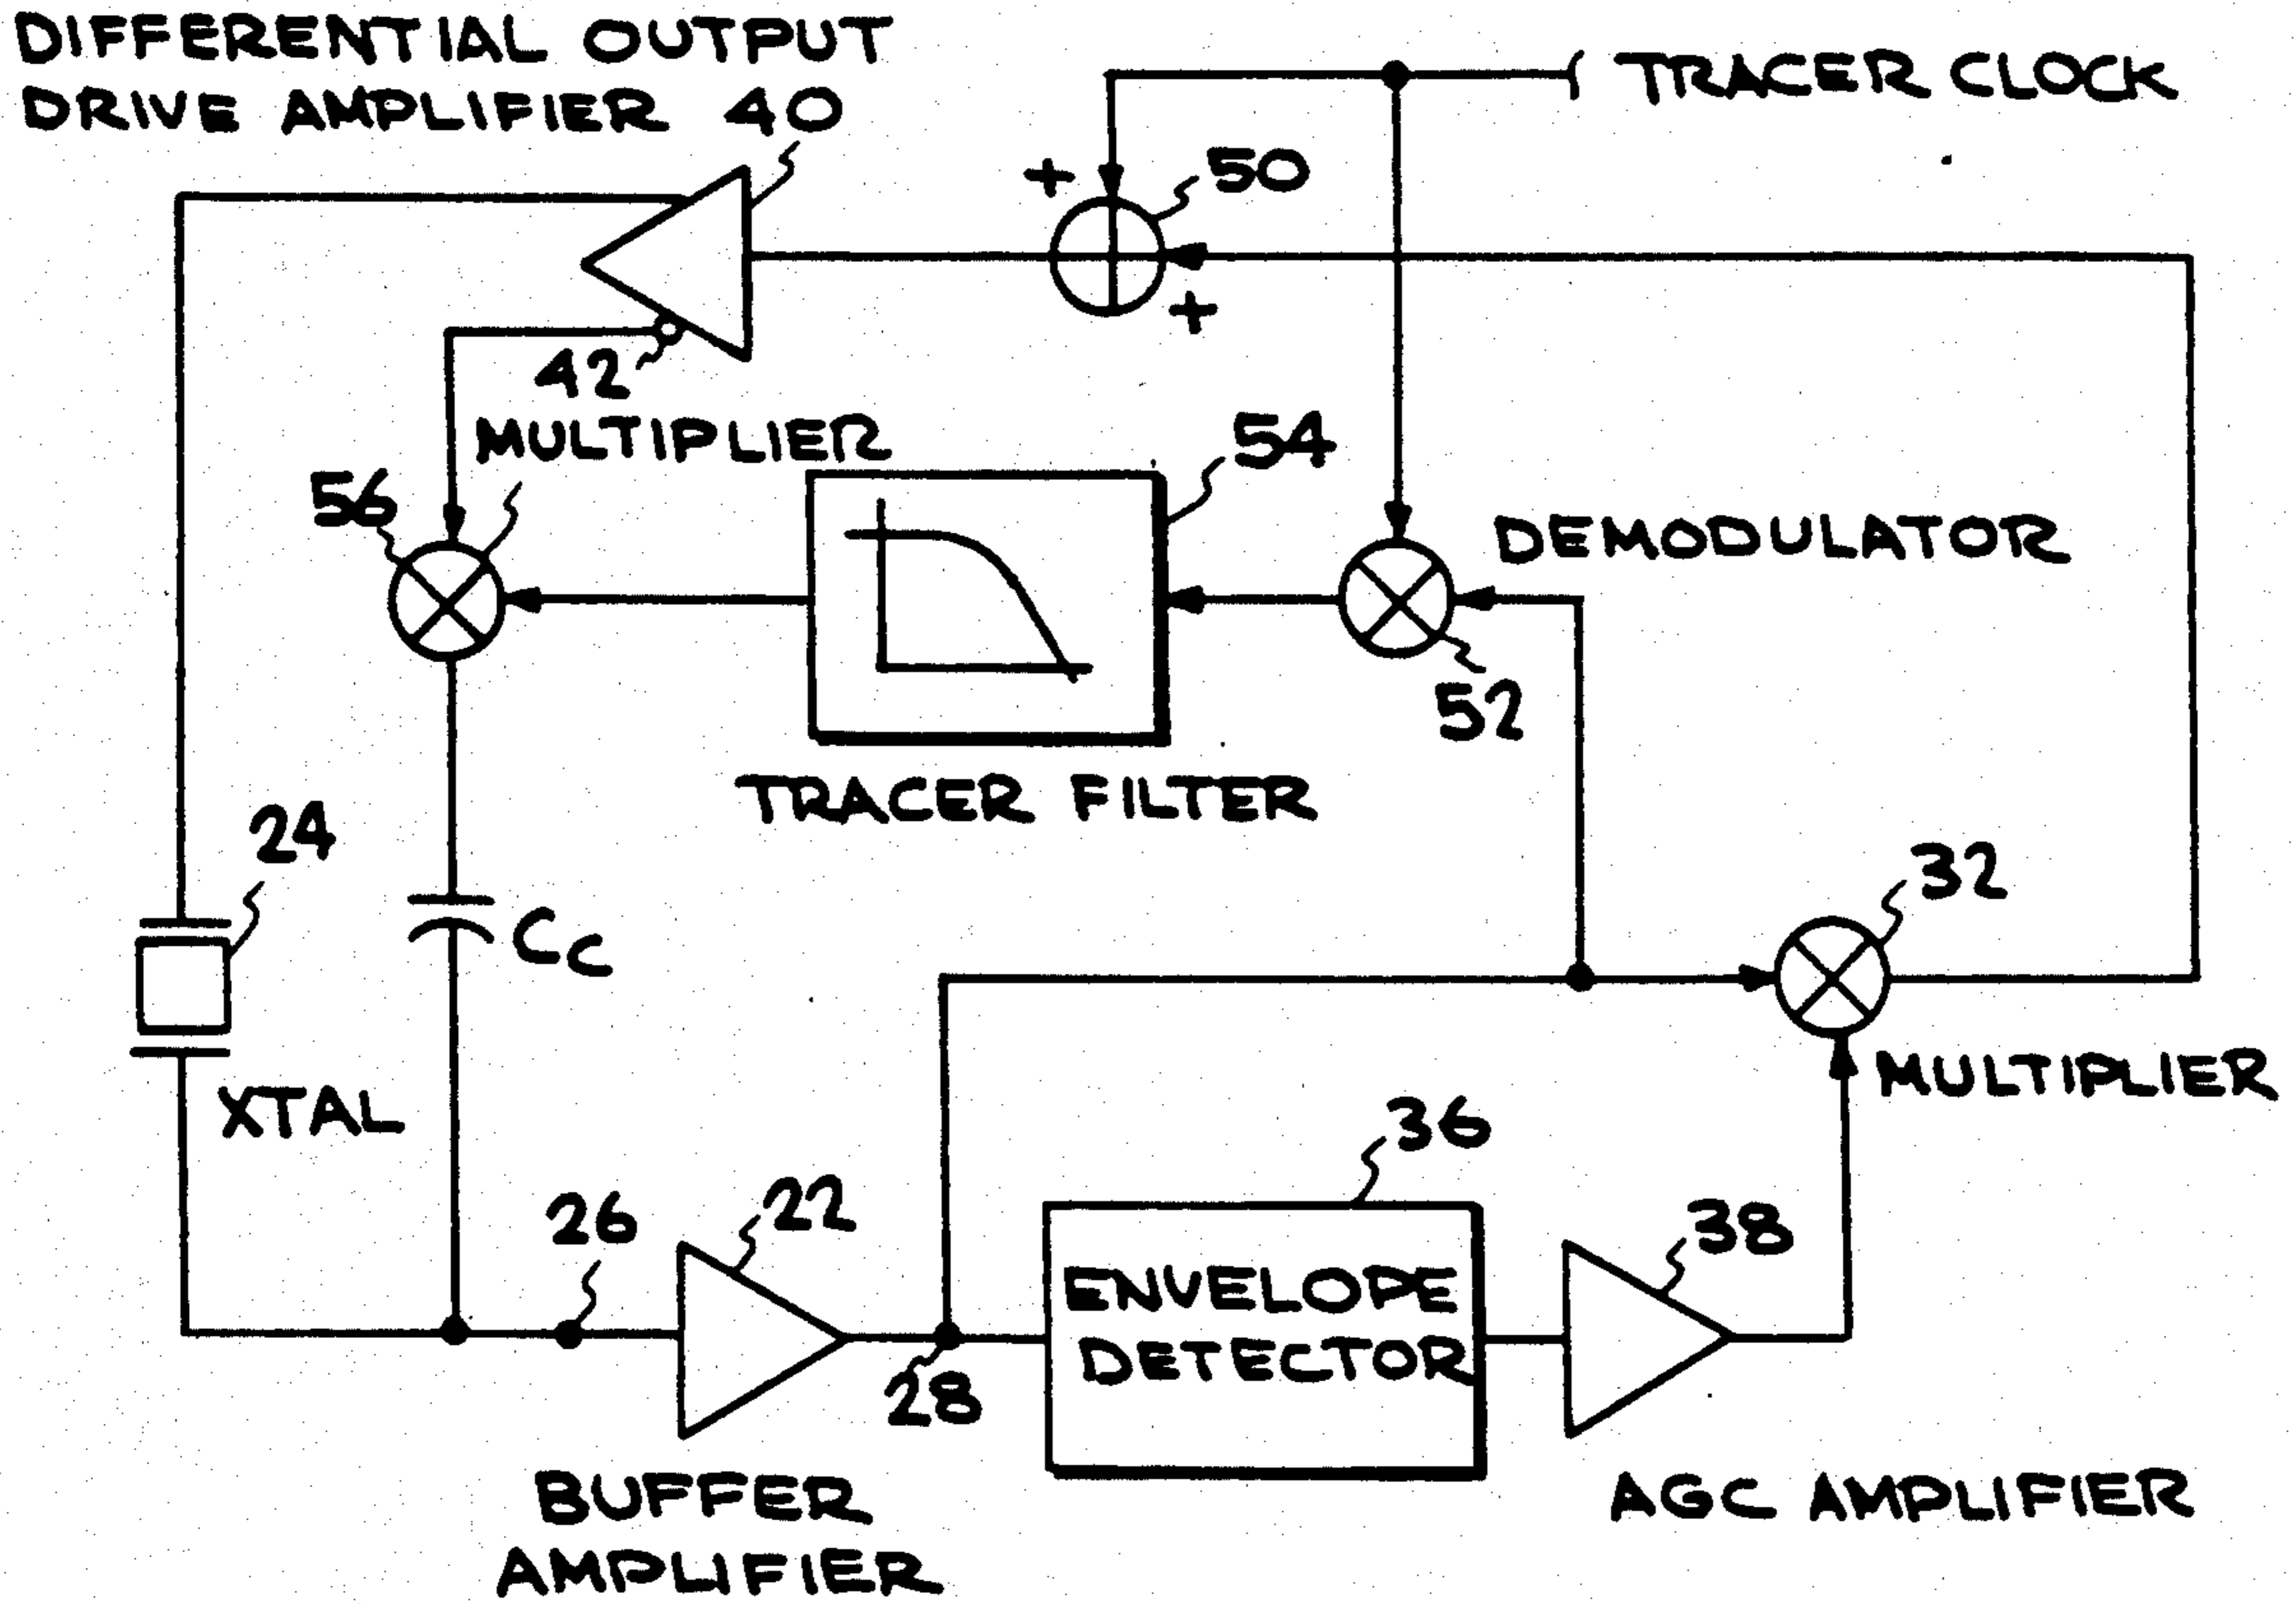 DIFFERENTIAL OUTPUT
DRIVE AMPLIFIER 40
TRACER CLOCK
+
50
+
42
MULTIPLIER
54
56
DEMODULATOR
52
TRACER FILTER
24
32
Cc
XTAL
MULTIPLIER
36
26
22
38
ENVELOPE
DETECTOR
28
BUFFER
AMPLIFIER
AGC AMPLIFIER